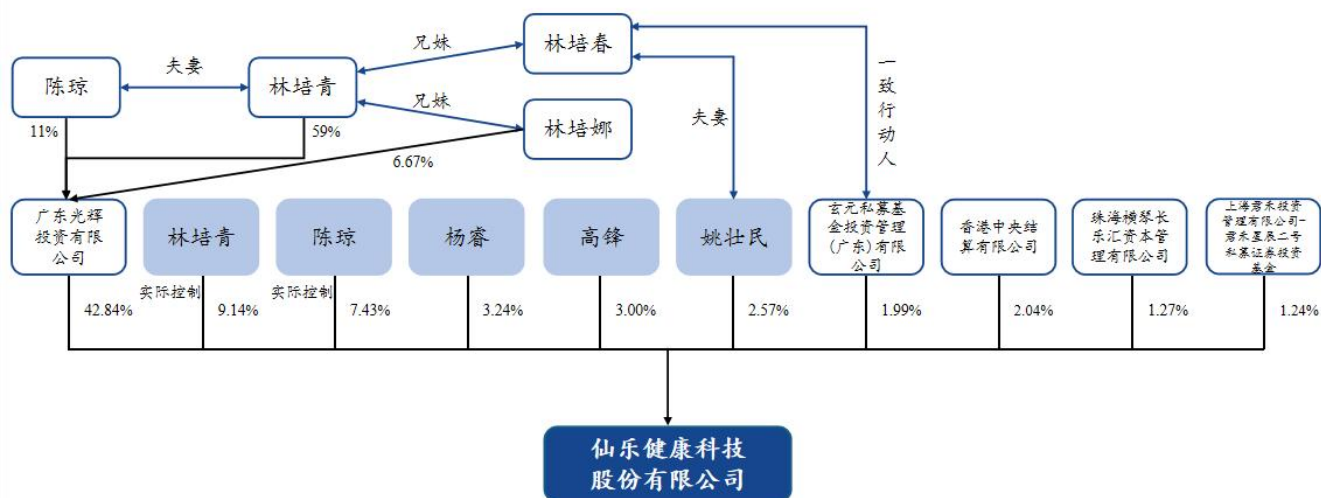 兄妹
林培春
夫妻
陈琼
林培青
兄妹
一致行动人
11%
59%
林培娜
夫妻
6.67%
广东光辉
投资有限
公司
林培青
陈琼
杨睿
高锋
姚壮民
玄元私募基
金投资管理
(广东)有限
公司
香港中央结
算有限公司
珠海横琴长
乐汇资本管
理有限公司
上海君禾投资
管理有限公司-
君禾星辰二号
私募证券投资
基金
42.84%
实际控制
9.14%
实际控制
7.43%
3.24%
3.00%
2.57%
1.99%
2.04%
1.27%
1.24%
仙乐健康科技
股份有限公司